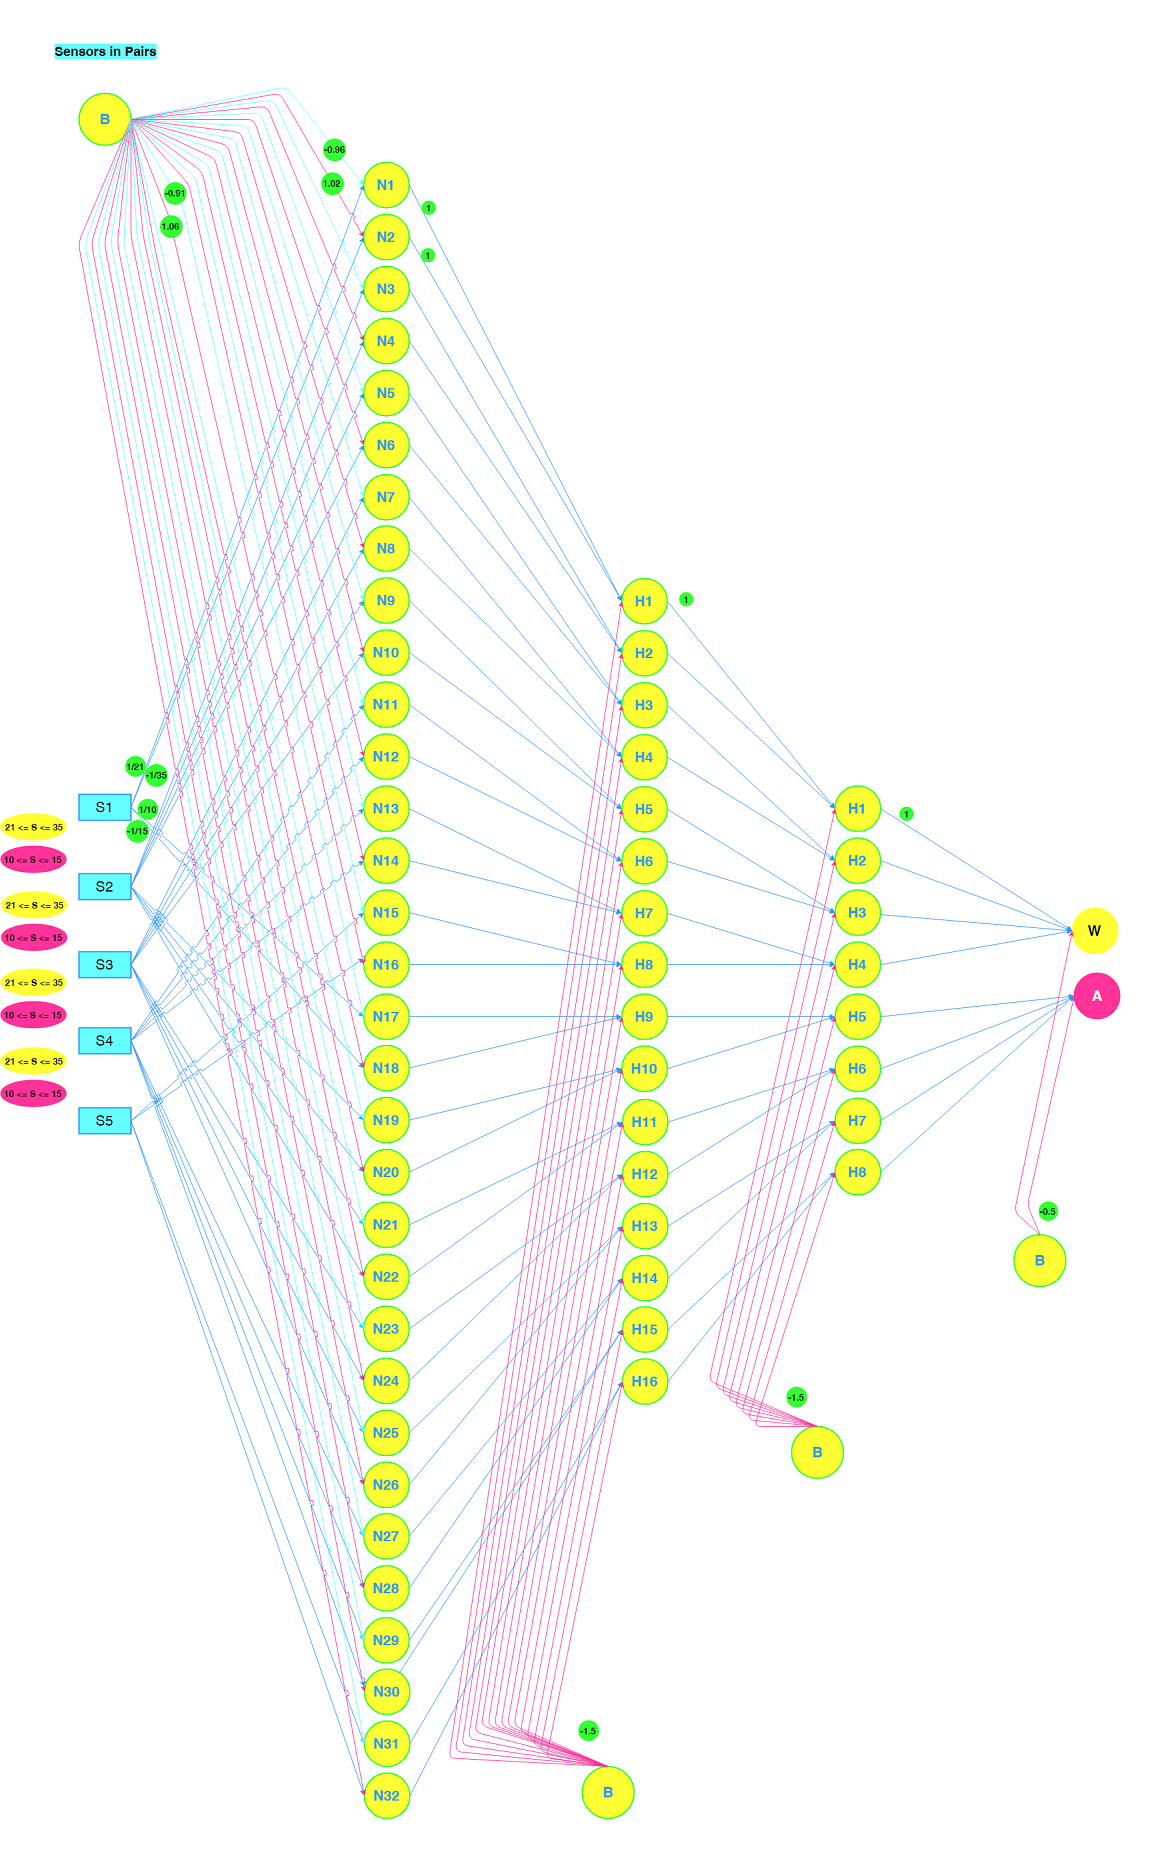 Sensors in Pairs
B
-0.96
1.02
-0.91
1.06
N1
1
N2
1
N3
N4
N5
N6
N7
N8
N9
N10
N11
N12
N13
N14
N15
N16
N17
N18
N19
N20
N21
N22
N23
N24
N25
N26
N27
N28
N29
N30
N31
N32
1/21
-1/35
S1
1/10
-1/15
21 <= S <= 35
10 <= S <= 15
S2
21 <= S <= 35
10 <= S <= 15
S3
21 <= S <= 35
10 <= S <= 15
S4
21 <= S <= 35
10 <= S <= 15
S5
H1
1
H2
H3
H4
H5
H6
H7
H8
H9
H10
H11
H12
H13
H14
H15
H16
-1.5
B
H1
1
H2
H3
H4
H5
H6
H7
H8
-1.5
B
W
A
-0.5
B